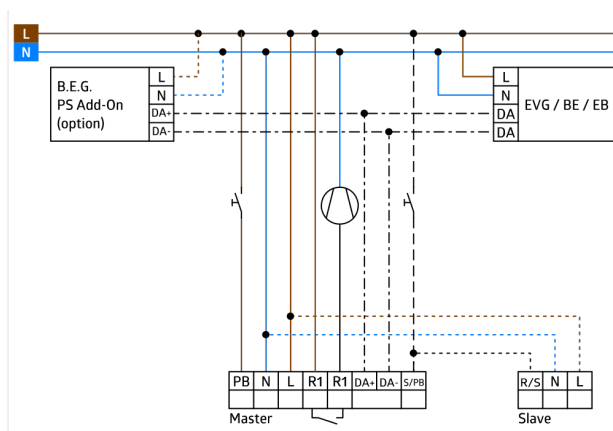 L
N
B.E.G.
PS Add-On
(option)
L
N
DA+
DA-
L
N
DA
DA
EVG / BE / EB
PB N L R1 R1 DA+ DA- S/PB
R/S N L
Master
Slave